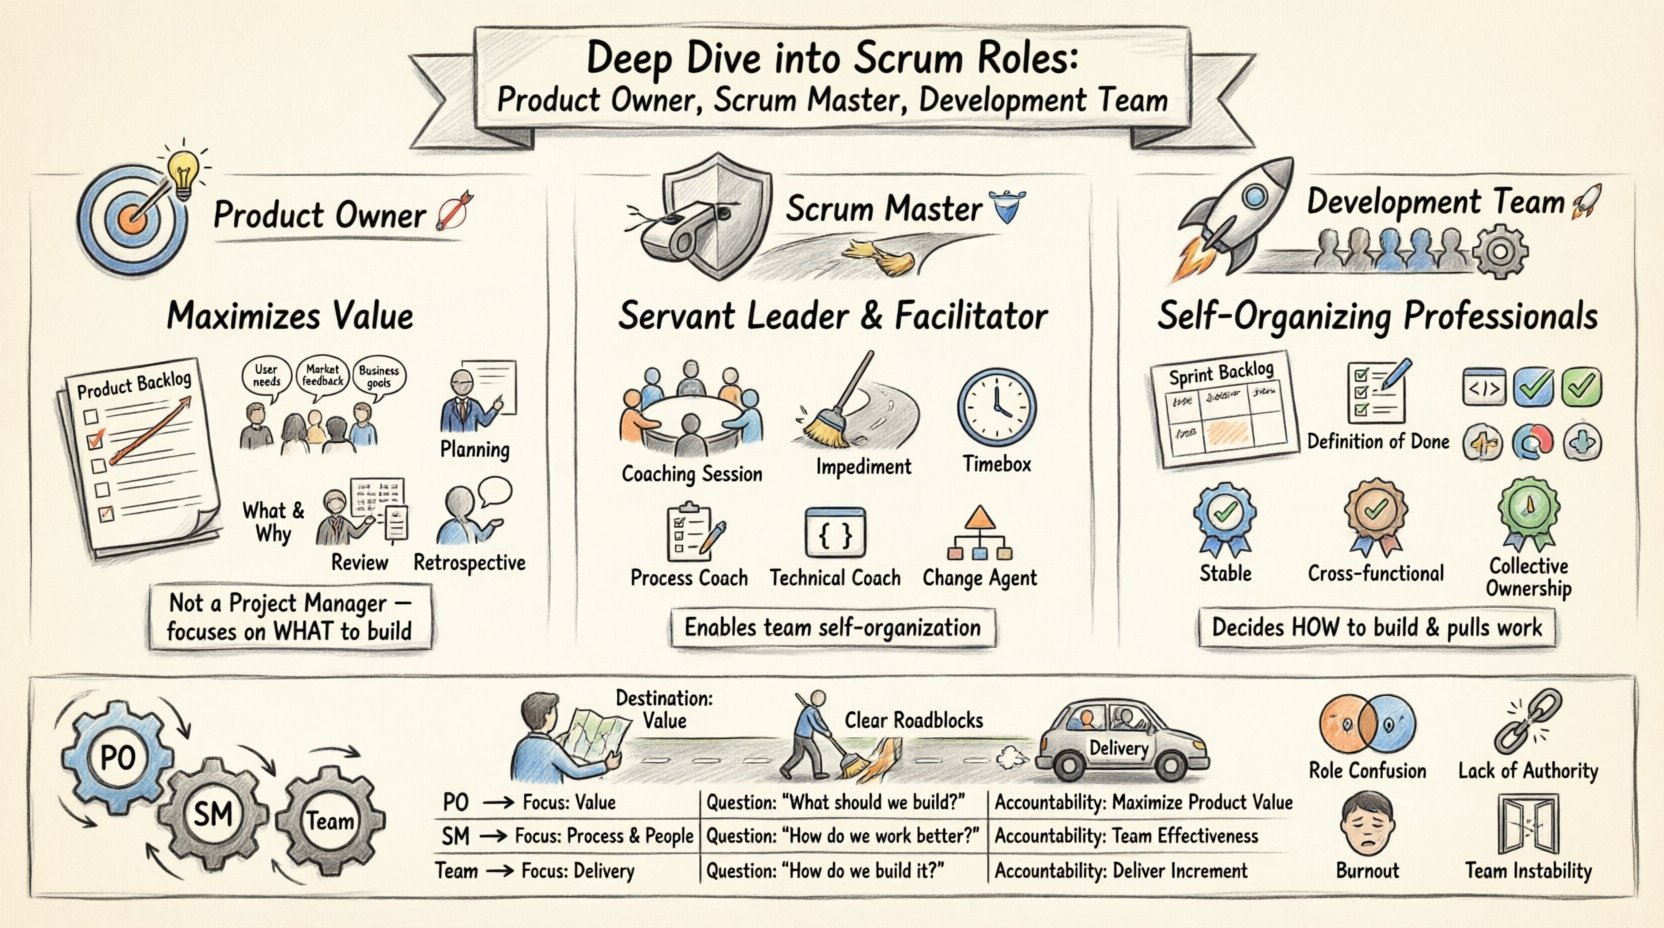 Deep Dive into Scrum Roles:
Product Owner, Scrum Master, Development Team
Product Owner
Maximizes Value
Product Backlog
User
needs
Market
feedback
Business
goals
Planning
What &
Why
Review
Retrospective
Not a Project Manager –
focuses on WHAT to build
Scrum Master
Servant Leader & Facilitator
Coaching Session
Impediment
Timebox
Process Coach
{ }
Technical Coach
Change Agent
Enables team self-organization
Development Team
Self-Organizing Professionals
Sprint Backlog
Definition of Done
</>
Stable
Cross-functional
Collective
Ownership
Decides HOW to build & pulls work
PO
SM
Team
Destination:
Value
Clear Roadblocks
Delivery
PO → Focus: Value
Question: "What should we build?"
Accountability: Maximize Product Value
SM → Focus: Process & People
Question: "How do we work better?"
Accountability: Team Effectiveness
Team → Focus: Delivery
Question: "How do we build it?"
Accountability: Deliver Increment
Role Confusion
Lack of Authority
Burnout
Team Instability